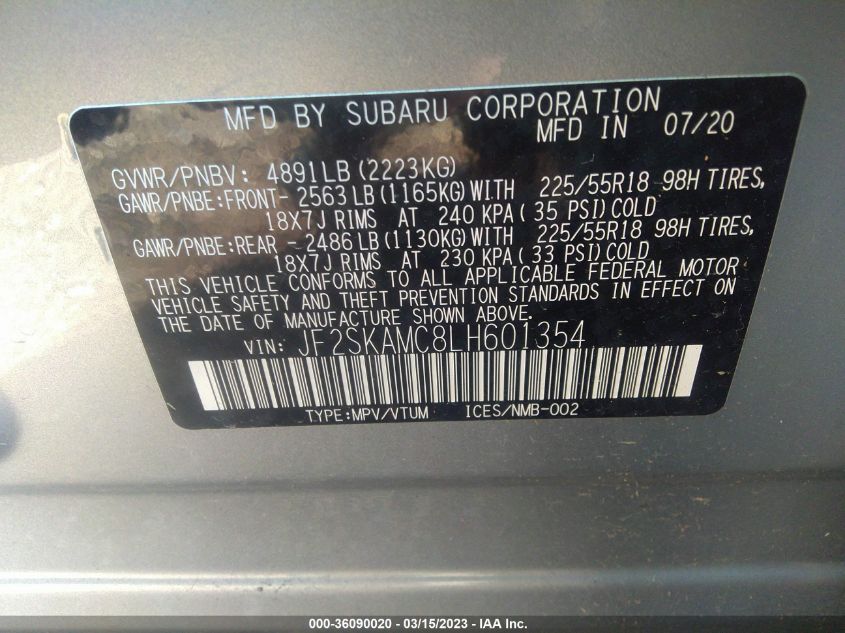 MFD BY SUBARU CORPORATION
MFD IN 07/20
GVWR/PNBV: 4891LB (2223KG)
GAWR/PNBE:FRONT- 2563LB (1165KG)WITH 225/55R18 98H TIRES,
18X7J RIMS AT 240 KPA( 35 PSI)COLD
GAWR/PNBE:REAR - 2486LB (1130KG)WITH 225/55R18 98H TIRES,
18X7J RIMS AT 230 KPA( 33 PSI)COLD
THIS VEHICLE CONFORMS TO ALL APPLICABLE FEDERAL MOTOR
VEHICLE SAFETY AND THEFT PREVENTION STANDARDS IN EFFECT ON
THE DATE OF MANUFACTURE SHOWN ABOVE.
VIN: JF2SKAMC8LH601354
TYPE:MPV/VTUM ICES/NMB-002
000-36090020 - 03/15/2023 - IAA Inc.